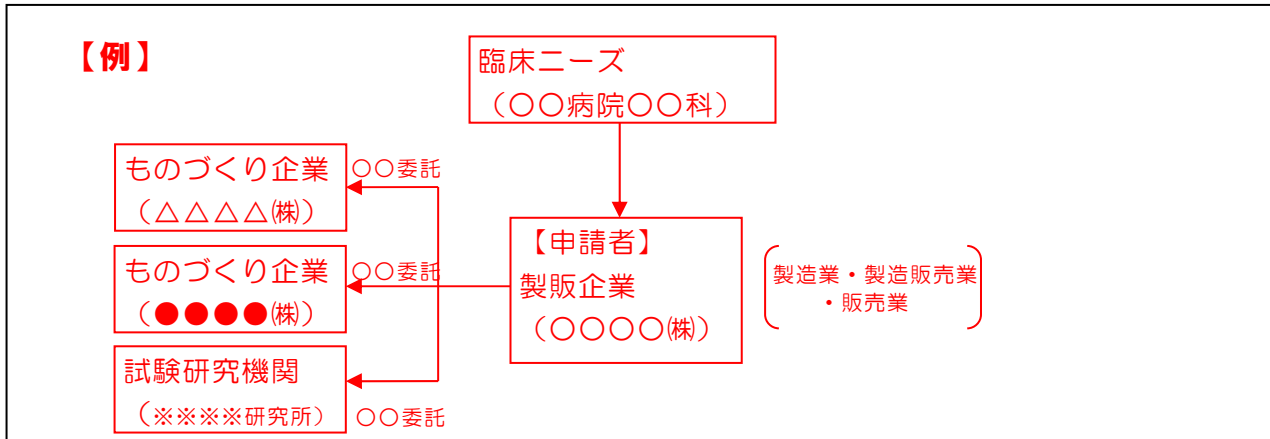 【例】
臨床ニーズ
（〇〇病院〇〇科）
ものづくり企業
（△△△△㈱）
〇〇委託
ものづくり企業
（●●●●㈱）
〇〇委託
試験研究機関
（※※※※研究所）
〇〇委託
【申請者】
製販企業
（〇〇〇〇㈱）
製造業・製造販売業
・販売業